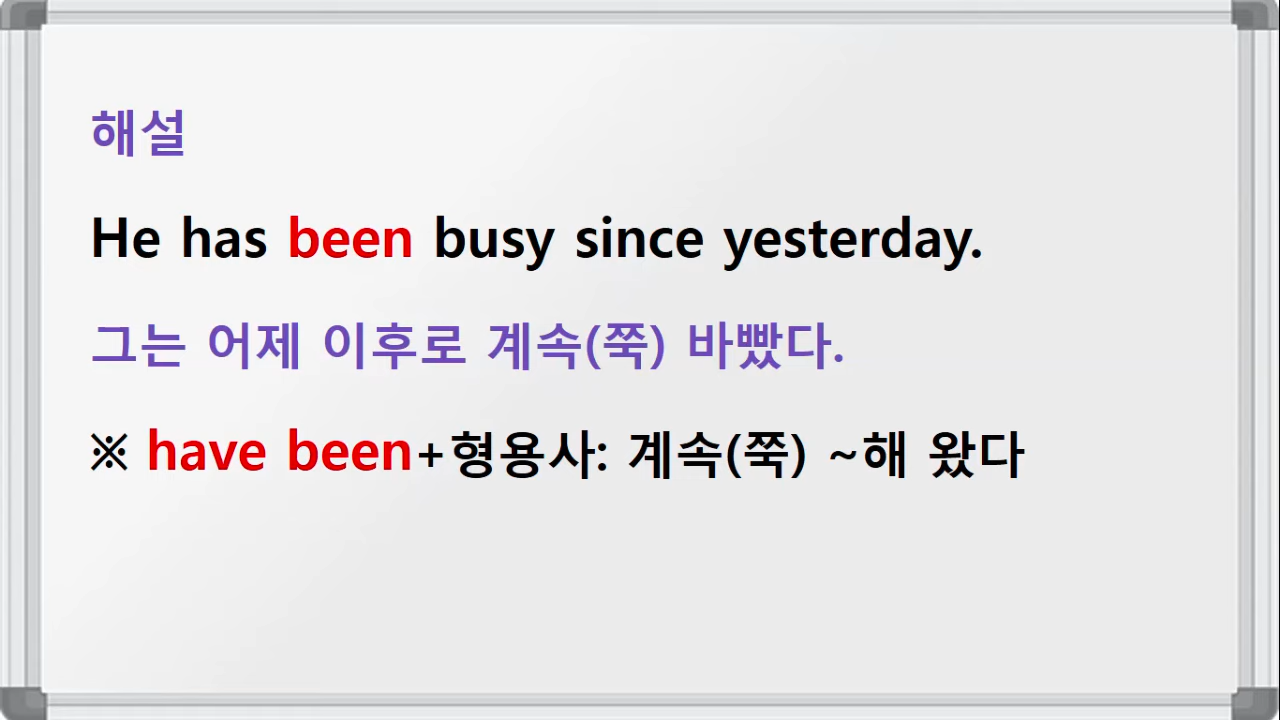 해설
He has been busy since yesterday.
그는 어제 이후로 계속(쭉) 바빴다.
※ have been+형용사: 계속(쭉) ~해 왔다